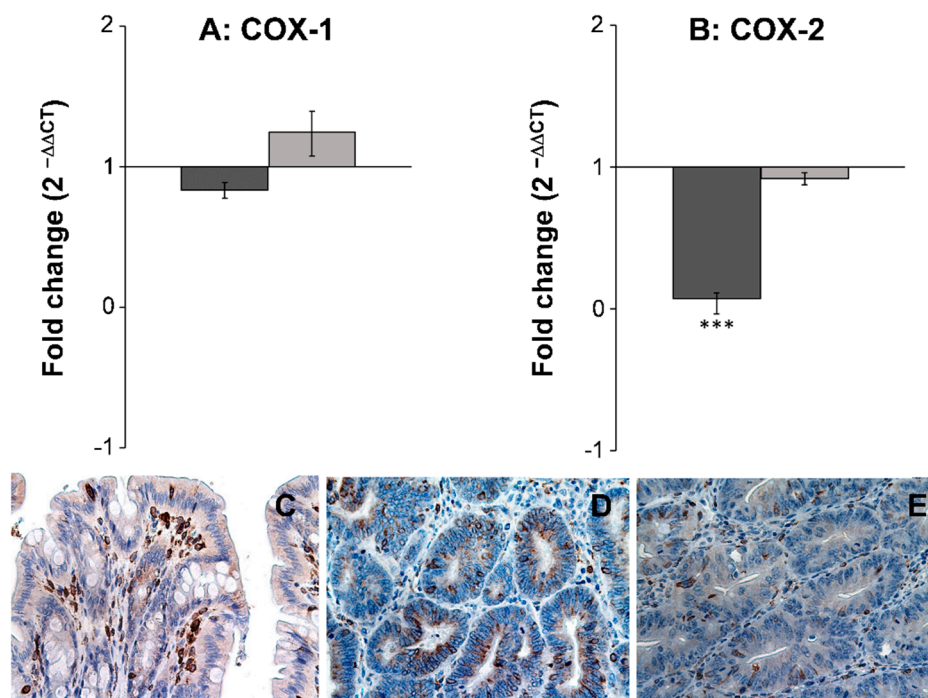 A: COX-1
2
1
0
-1
Fold change (2 ⁻ΔΔCT)
B: COX-2
2
1
0
-1
Fold change (2 ⁻ΔΔCT)
***
C
D
E